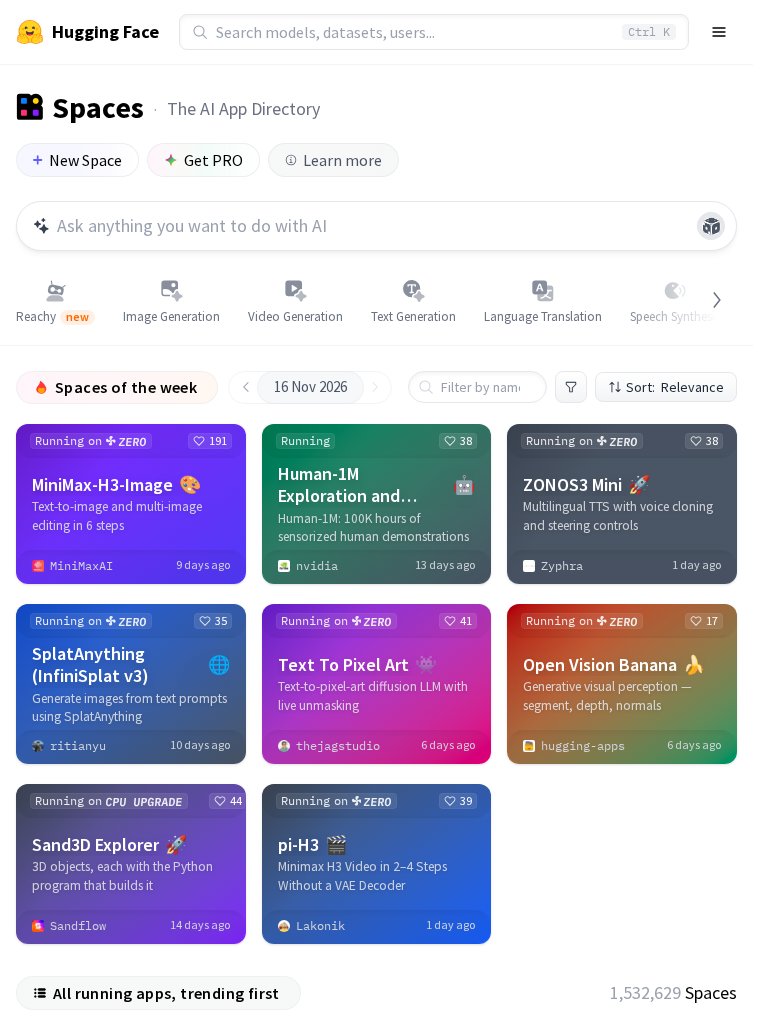 Hugging Face
Search models, datasets, users...
Ctrl K
Spaces · The AI App Directory
New Space
Get PRO
Learn more
Ask anything you want to do with AI
Reachy new
Image Generation
Video Generation
Text Generation
Language Translation
Speech Synthes
Spaces of the week
16 Nov 2026
Filter by name
Sort: Relevance
Running on ZERO
191
MiniMax-H3-Image 🎨
Text-to-image and multi-image
editing in 6 steps
MiniMaxAI
9 days ago
Running
38
Human-1M
Exploration and… 🤖
Human-1M: 100K hours of
sensorized human demonstrations
nvidia
13 days ago
Running on ZERO
38
ZONOS3 Mini 🚀
Multilingual TTS with voice cloning
and steering controls
Zyphra
1 day ago
Running on ZERO
35
SplatAnything
(InfiniSplat v3) 🌐
Generate images from text prompts
using SplatAnything
ritianyu
10 days ago
Running on ZERO
41
Text To Pixel Art 👾
Text-to-pixel-art diffusion LLM with
live unmasking
thejagstudio
6 days ago
Running on ZERO
17
Open Vision Banana 🍌
Generative visual perception —
segment, depth, normals
hugging-apps
6 days ago
Running on CPU UPGRADE
44
Sand3D Explorer 🚀
3D objects, each with the Python
program that builds it
Sandflow
14 days ago
Running on ZERO
39
pi-H3 🎬
Minimax H3 Video in 2–4 Steps
Without a VAE Decoder
Lakonik
1 day ago
All running apps, trending first
1,532,629 Spaces